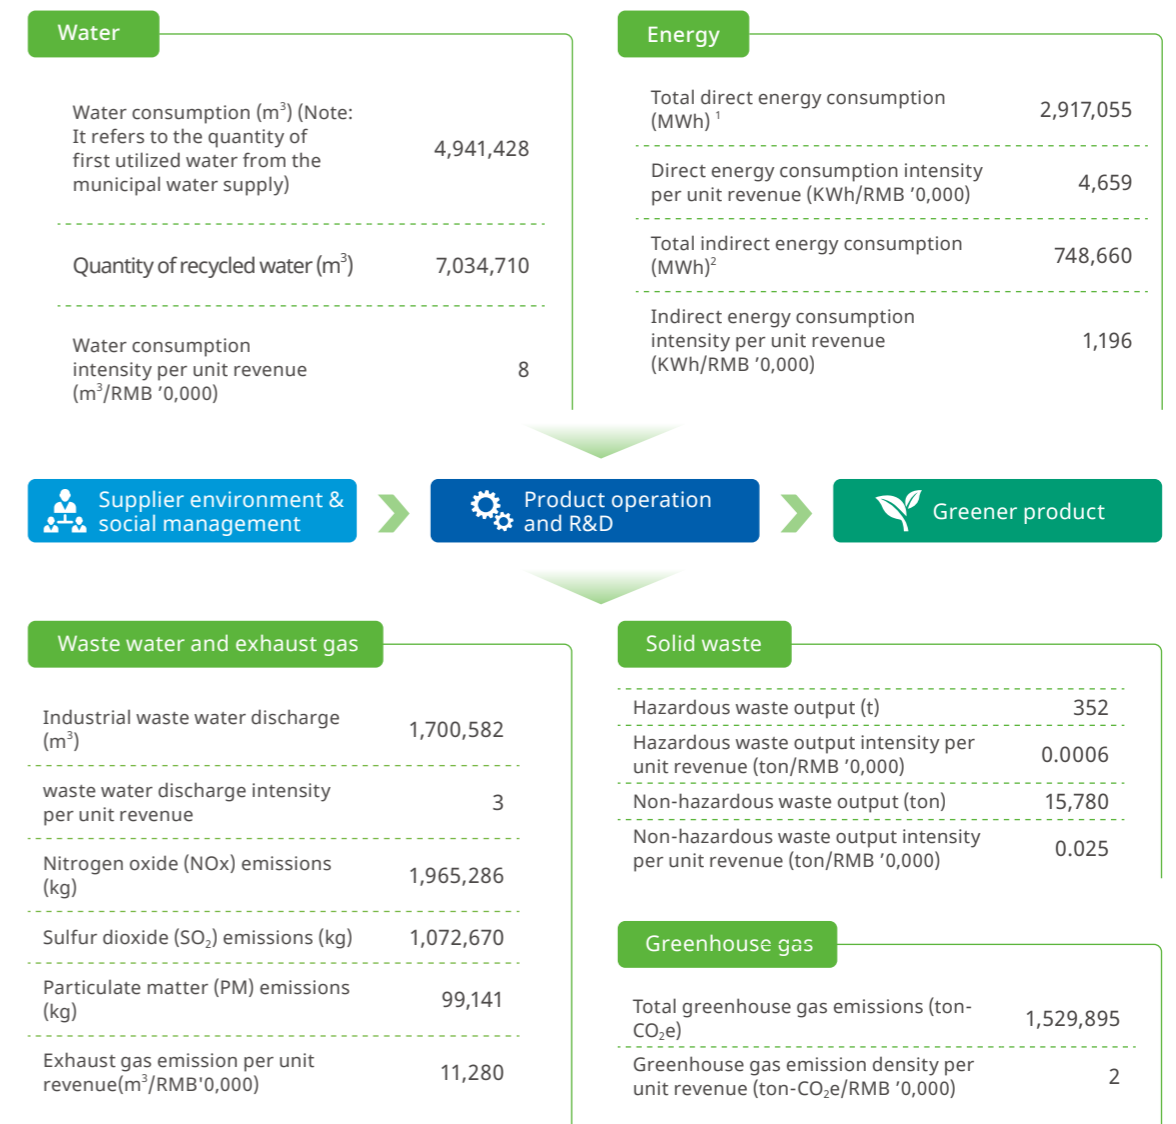 Water
Water consumption (m³) (Note:
It refers to the quantity of
first utilized water from the
municipal water supply)
4,941,428
Quantity of recycled water (m³)
7,034,710
Water consumption
intensity per unit revenue
(m³/RMB ’0,000)
8
Energy
Total direct energy consumption
(MWh) ¹
2,917,055
Direct energy consumption intensity
per unit revenue (KWh/RMB ’0,000)
4,659
Total indirect energy consumption
(MWh)²
748,660
Indirect energy consumption
intensity per unit revenue
(KWh/RMB ’0,000)
1,196
Supplier environment &
social management
Product operation
and R&D
Greener product
Waste water and exhaust gas
Industrial waste water discharge
(m³)
1,700,582
waste water discharge intensity
per unit revenue
3
Nitrogen oxide (NOx) emissions
(kg)
1,965,286
Sulfur dioxide (SO₂) emissions (kg)
1,072,670
Particulate matter (PM) emissions
(kg)
99,141
Exhaust gas emission per unit
revenue(m³/RMB'0,000)
11,280
Solid waste
Hazardous waste output (t)
352
Hazardous waste output intensity per
unit revenue (ton/RMB ’0,000)
0.0006
Non-hazardous waste output (ton)
15,780
Non-hazardous waste output intensity
per unit revenue (ton/RMB ’0,000)
0.025
Greenhouse gas
Total greenhouse gas emissions (ton-
CO₂e)
1,529,895
Greenhouse gas emission density per
unit revenue (ton-CO₂e/RMB ’0,000)
2